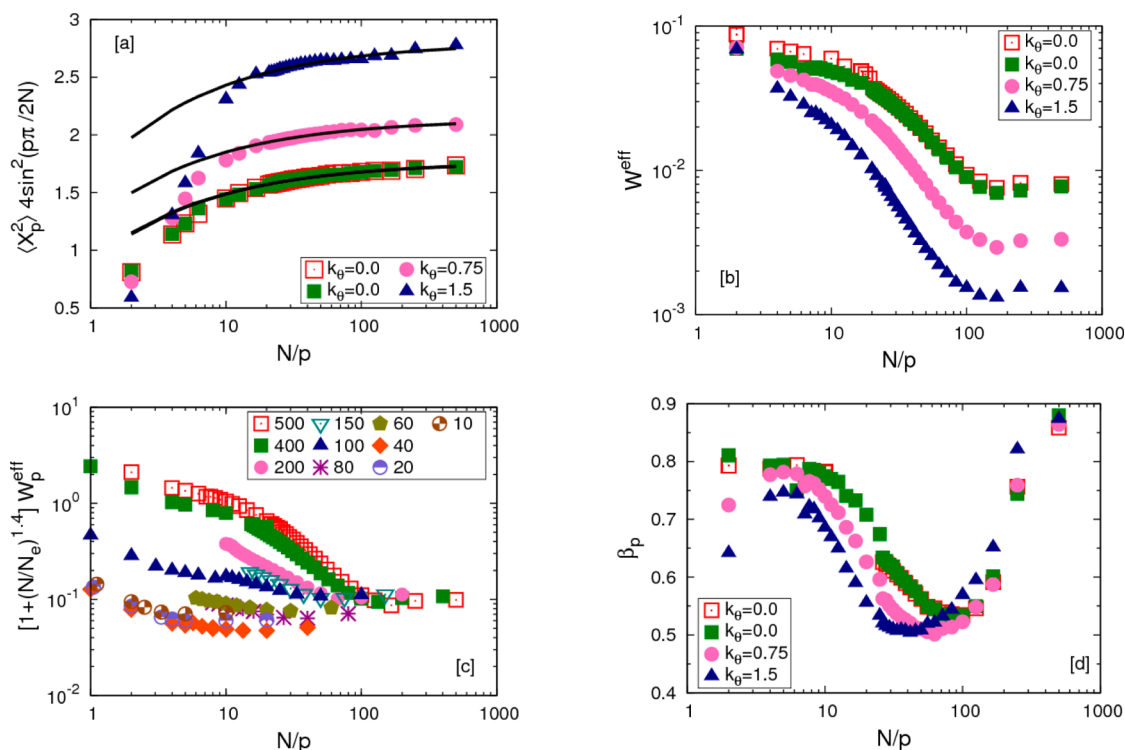 [a]
⟨X_p^2⟩ 4sin^2(pπ/2N)
3
2.5
2
1.5
1
0.5
k_θ=0.0 k_θ=0.75
k_θ=0.0 k_θ=1.5
1 10 100 1000
N/p
[b]
W^eff
10^-1
10^-2
10^-3
k_θ=0.0
k_θ=0.0
k_θ=0.75
k_θ=1.5
1 10 100 1000
N/p
[c]
[1+(N/N_e)^1.4] W_p^eff
10^1
10^0
10^-1
10^-2
500 150 60 10
400 100 40
200 80 20
1 10 100 1000
N/p
[d]
β_p
0.9
0.8
0.7
0.6
0.5
0.4
k_θ=0.0
k_θ=0.0
k_θ=0.75
k_θ=1.5
1 10 100 1000
N/p